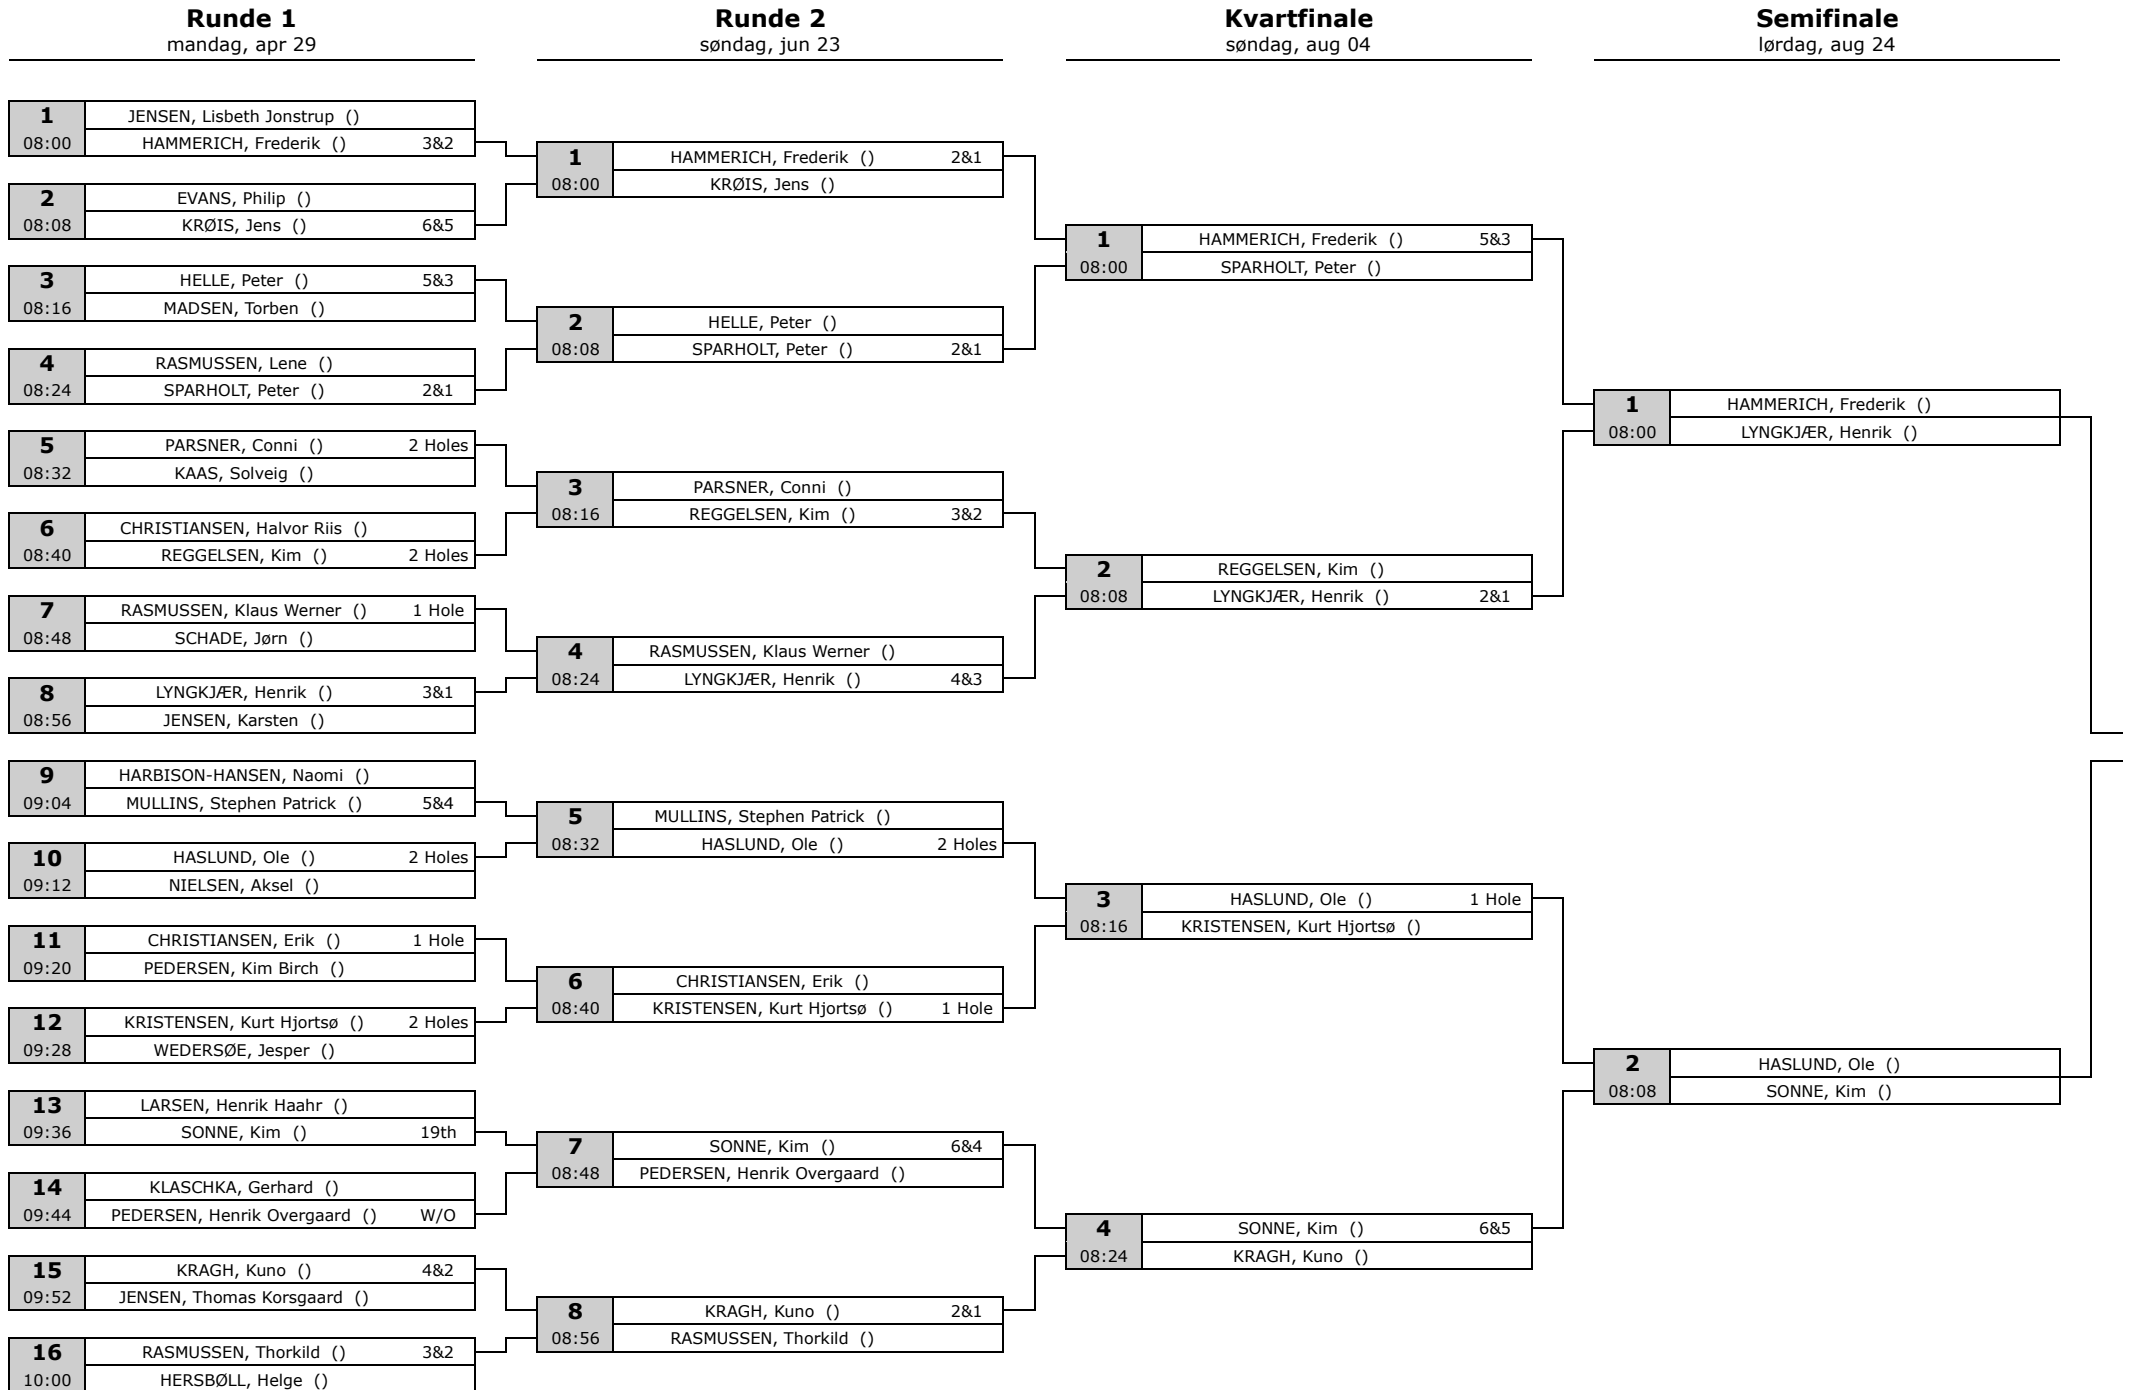 Runde 1
mandag, apr 29
Runde 2
søndag, jun 23
Kvartfinale
søndag, aug 04
Semifinale
lørdag, aug 24
1 JENSEN, Lisbeth Jonstrup ()
08:00 HAMMERICH, Frederik () 3&2
2 EVANS, Philip ()
08:08 KRØIS, Jens () 6&5
3 HELLE, Peter () 5&3
08:16 MADSEN, Torben ()
4 RASMUSSEN, Lene ()
08:24 SPARHOLT, Peter () 2&1
5 PARSNER, Conni () 2 Holes
08:32 KAAS, Solveig ()
6 CHRISTIANSEN, Halvor Riis ()
08:40 REGGELSEN, Kim () 2 Holes
7 RASMUSSEN, Klaus Werner () 1 Hole
08:48 SCHADE, Jørn ()
8 LYNGKJÆR, Henrik () 3&1
08:56 JENSEN, Karsten ()
9 HARBISON-HANSEN, Naomi ()
09:04 MULLINS, Stephen Patrick () 5&4
10 HASLUND, Ole () 2 Holes
09:12 NIELSEN, Aksel ()
11 CHRISTIANSEN, Erik () 1 Hole
09:20 PEDERSEN, Kim Birch ()
12 KRISTENSEN, Kurt Hjortsø () 2 Holes
09:28 WEDERSØE, Jesper ()
13 LARSEN, Henrik Haahr ()
09:36 SONNE, Kim () 19th
14 KLASCHKA, Gerhard ()
09:44 PEDERSEN, Henrik Overgaard () W/O
15 KRAGH, Kuno () 4&2
09:52 JENSEN, Thomas Korsgaard ()
16 RASMUSSEN, Thorkild () 3&2
10:00 HERSBØLL, Helge ()
1 HAMMERICH, Frederik () 2&1
08:00 KRØIS, Jens ()
2 HELLE, Peter ()
08:08 SPARHOLT, Peter () 2&1
3 PARSNER, Conni ()
08:16 REGGELSEN, Kim () 3&2
4 RASMUSSEN, Klaus Werner ()
08:24 LYNGKJÆR, Henrik () 4&3
5 MULLINS, Stephen Patrick ()
08:32 HASLUND, Ole () 2 Holes
6 CHRISTIANSEN, Erik ()
08:40 KRISTENSEN, Kurt Hjortsø () 1 Hole
7 SONNE, Kim () 6&4
08:48 PEDERSEN, Henrik Overgaard ()
8 KRAGH, Kuno () 2&1
08:56 RASMUSSEN, Thorkild ()
1 HAMMERICH, Frederik () 5&3
08:00 SPARHOLT, Peter ()
2 REGGELSEN, Kim ()
08:08 LYNGKJÆR, Henrik () 2&1
3 HASLUND, Ole () 1 Hole
08:16 KRISTENSEN, Kurt Hjortsø ()
4 SONNE, Kim () 6&5
08:24 KRAGH, Kuno ()
1 HAMMERICH, Frederik ()
08:00 LYNGKJÆR, Henrik ()
2 HASLUND, Ole ()
08:08 SONNE, Kim ()